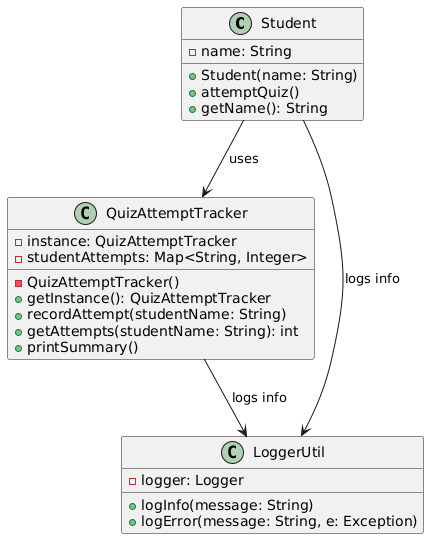 C Student
name: String
Student(name: String)
attemptQuiz()
getName(): String
uses
C QuizAttemptTracker
instance: QuizAttemptTracker
studentAttempts: Map<String, Integer>
QuizAttemptTracker()
getInstance(): QuizAttemptTracker
recordAttempt(studentName: String)
getAttempts(studentName: String): int
printSummary()
logs info
logs info
C LoggerUtil
logger: Logger
logInfo(message: String)
logError(message: String, e: Exception)